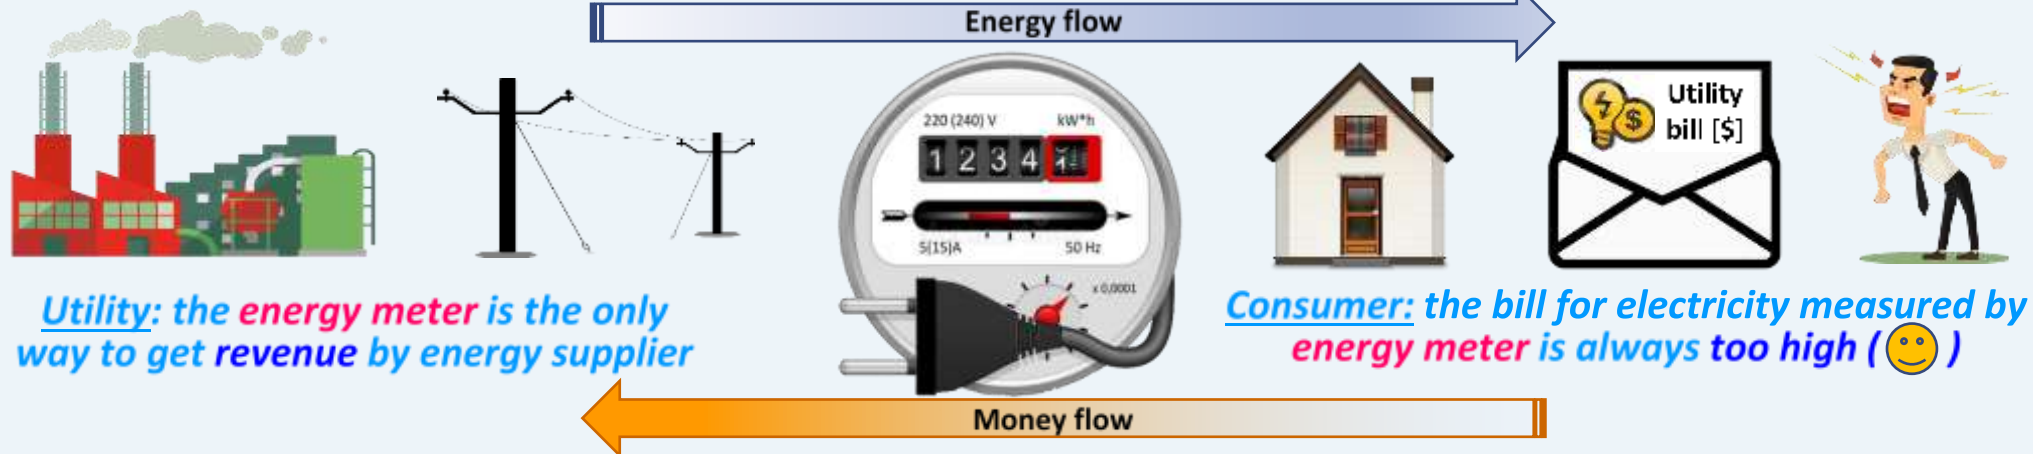 Energy flow
220 (240) V kW*h
1 2 3 4
5(15)A 50 Hz
x 0,0001
Utility
bill [$]
$
Utility: the energy meter is the only
way to get revenue by energy supplier
Consumer: the bill for electricity measured by
energy meter is always too high ( )
Money flow